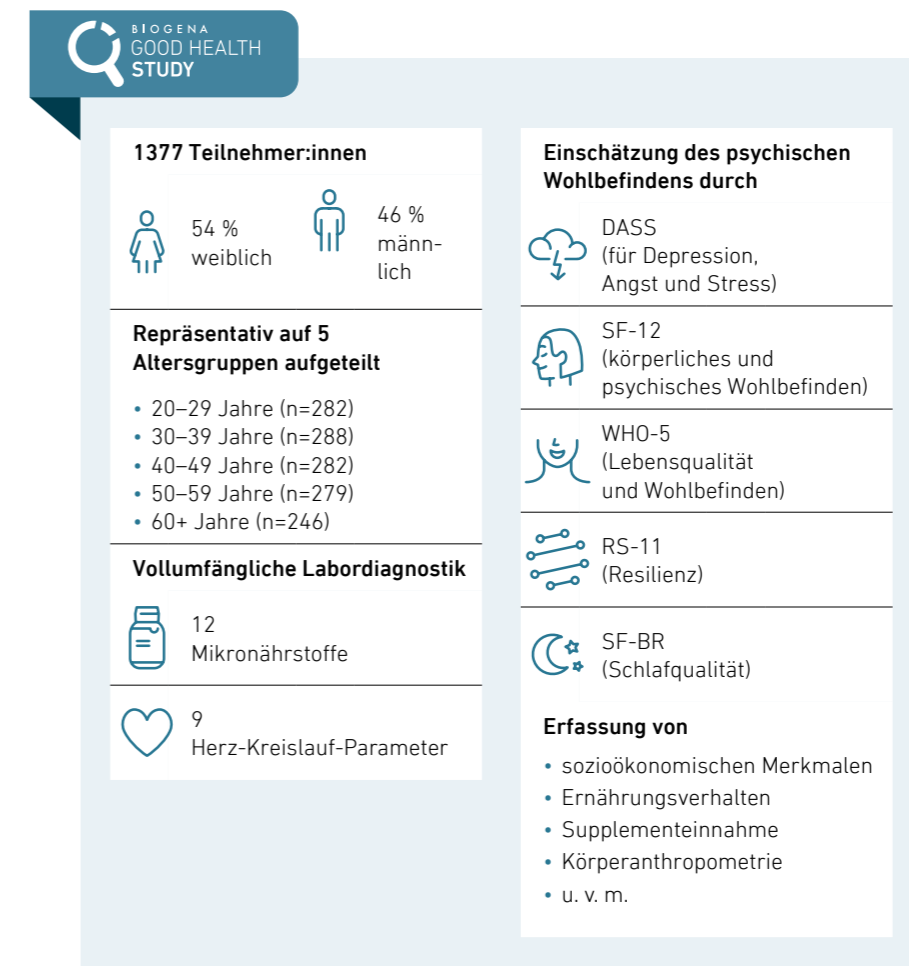 BIOGENA
GOOD HEALTH
STUDY
1377 Teilnehmer:innen
54 %
weiblich
46 %
männ-
lich
Repräsentativ auf 5
Altersgruppen aufgeteilt
• 20–29 Jahre (n=282)
• 30–39 Jahre (n=288)
• 40–49 Jahre (n=282)
• 50–59 Jahre (n=279)
• 60+ Jahre (n=246)
Vollumfängliche Labordiagnostik
12
Mikronährstoffe
9
Herz-Kreislauf-Parameter
Einschätzung des psychischen
Wohlbefindens durch
DASS
(für Depression,
Angst und Stress)
SF-12
(körperliches und
psychisches Wohlbefinden)
WHO-5
(Lebensqualität
und Wohlbefinden)
RS-11
(Resilienz)
SF-BR
(Schlafqualität)
Erfassung von
• sozioökonomischen Merkmalen
• Ernährungsverhalten
• Supplementeinnahme
• Körperanthropometrie
• u. v. m.